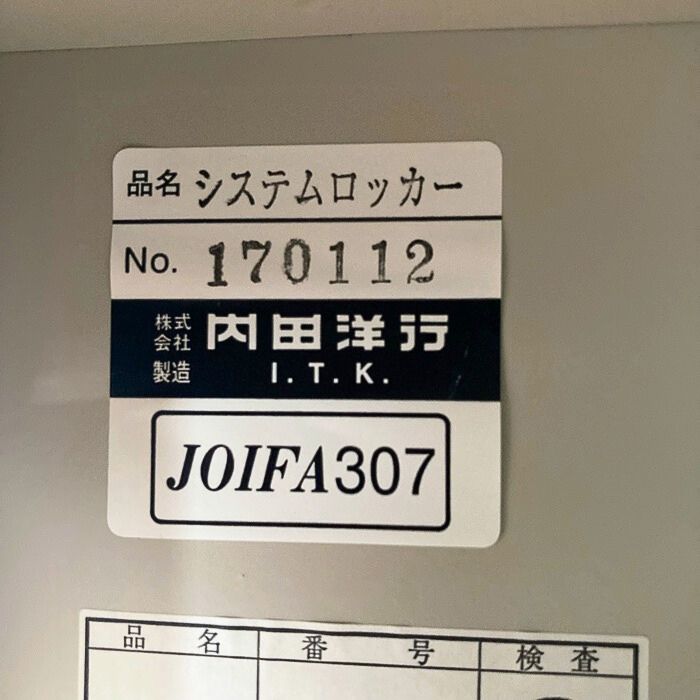 品名 システムロッカー
No. 170112
株式会社 内田洋行
製造 I.T.K.
JOIFA307
品名 番号 検査